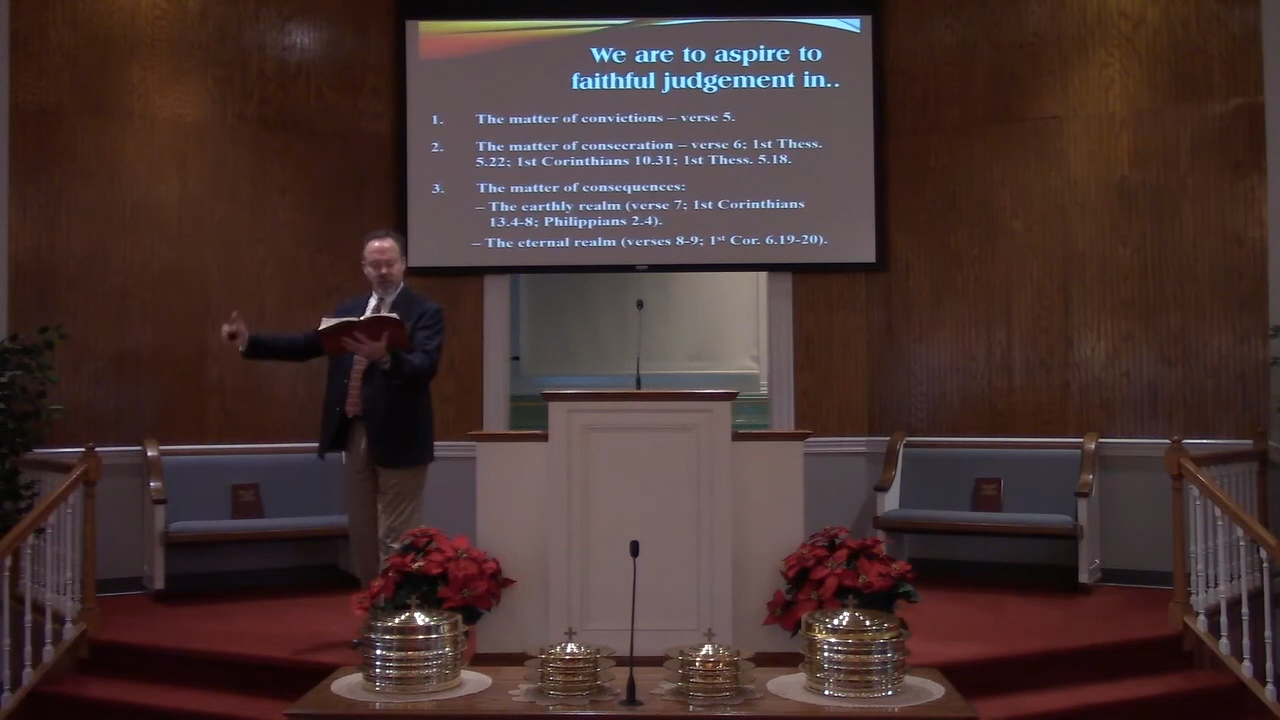 We are to aspire to
faithful judgement in..
1. The matter of convictions – verse 5.
2. The matter of consecration – verse 6; 1st Thess.
5.22; 1st Corinthians 10.31; 1st Thess. 5.18.
3. The matter of consequences:
– The earthly realm (verse 7; 1st Corinthians
13.4-8; Philippians 2.4).
– The eternal realm (verses 8-9; 1st Cor. 6.19-20).